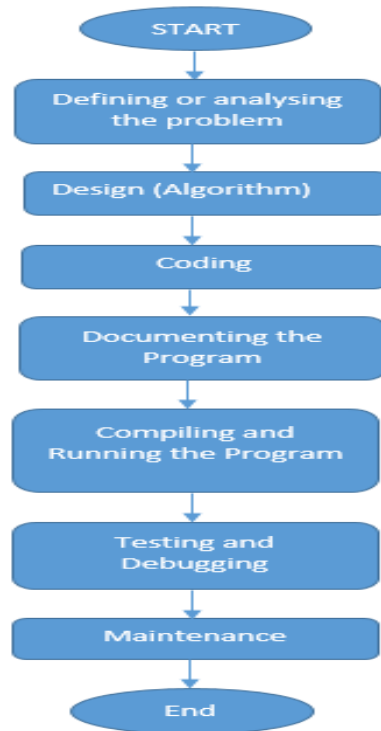 START
Defining or analysing
the problem
Design (Algorithm)
Coding
Documenting the
Program
Compiling and
Running the Program
Testing and
Debugging
Maintenance
End